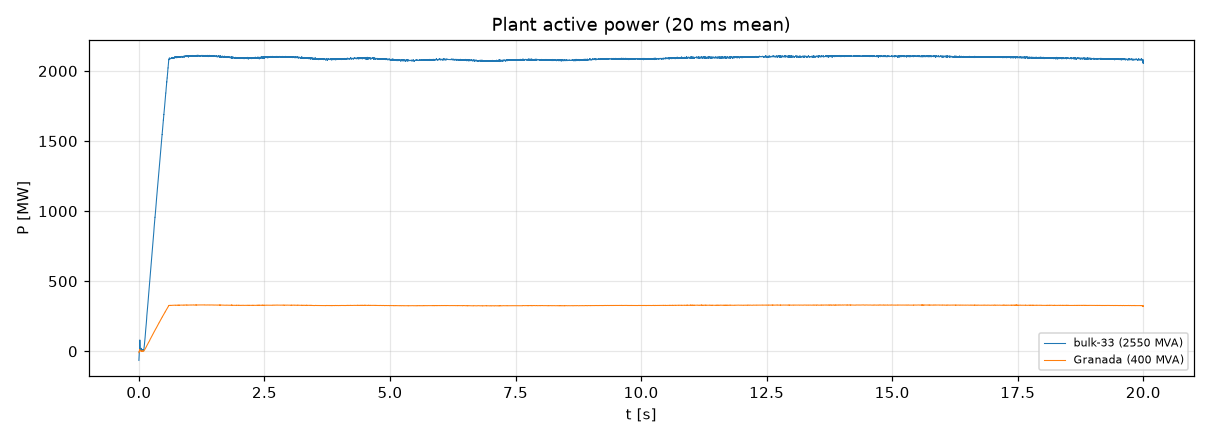 Plant active power (20 ms mean)
P [MW]
2000
1500
1000
500
0
bulk-33 (2550 MVA)
Granada (400 MVA)
0.0 2.5 5.0 7.5 10.0 12.5 15.0 17.5 20.0
t [s]